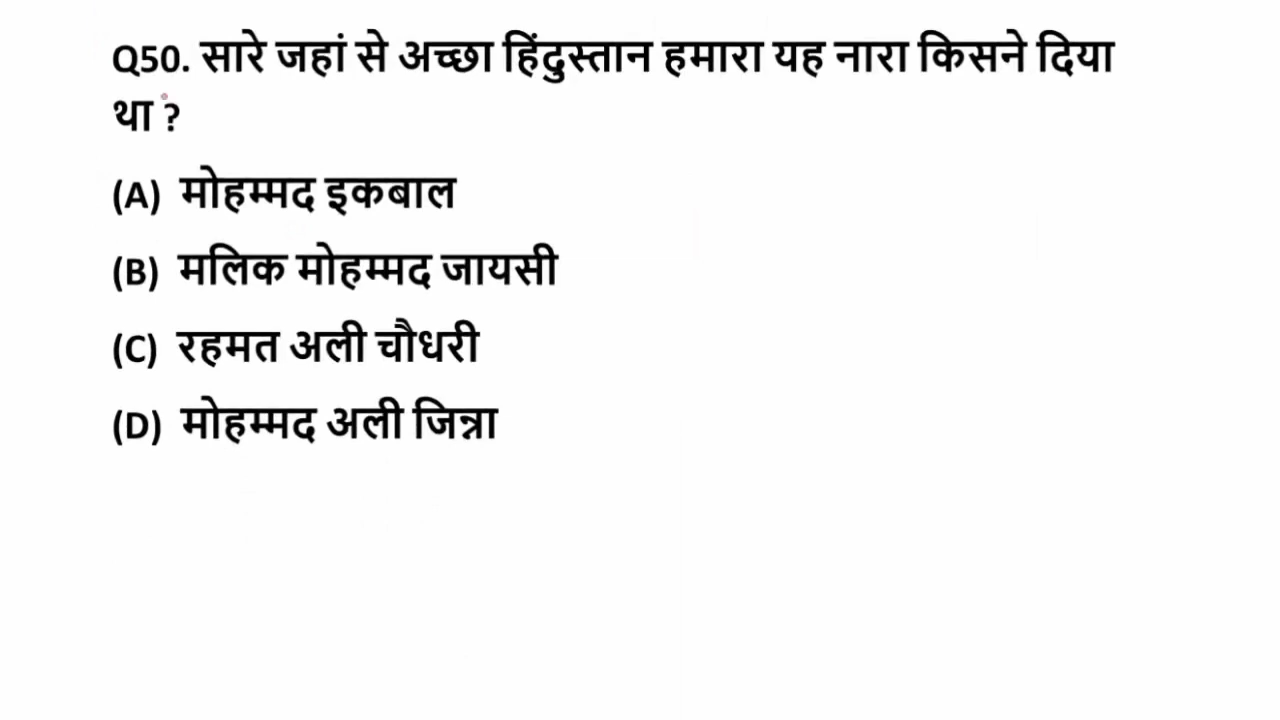 Q50. सारे जहां से अच्छा हिंदुस्तान हमारा यह नारा किसने दिया
था ?
(A) मोहम्मद इकबाल
(B) मलिक मोहम्मद जायसी
(C) रहमत अली चौधरी
(D) मोहम्मद अली जिन्ना